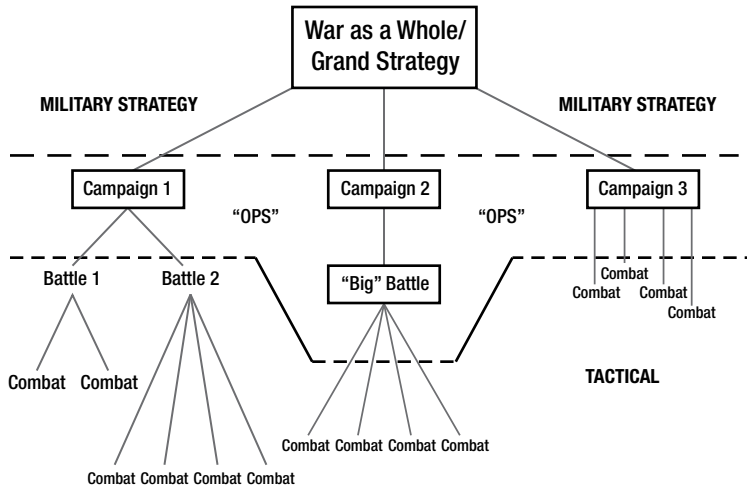 War as a Whole/
Grand Strategy
MILITARY STRATEGY
MILITARY STRATEGY
Campaign 1
Campaign 2
Campaign 3
“OPS”
“OPS”
Battle 1
Battle 2
“Big” Battle
Combat
Combat
Combat
Combat
Combat
Combat
TACTICAL
Combat
Combat
Combat
Combat
Combat
Combat
Combat
Combat